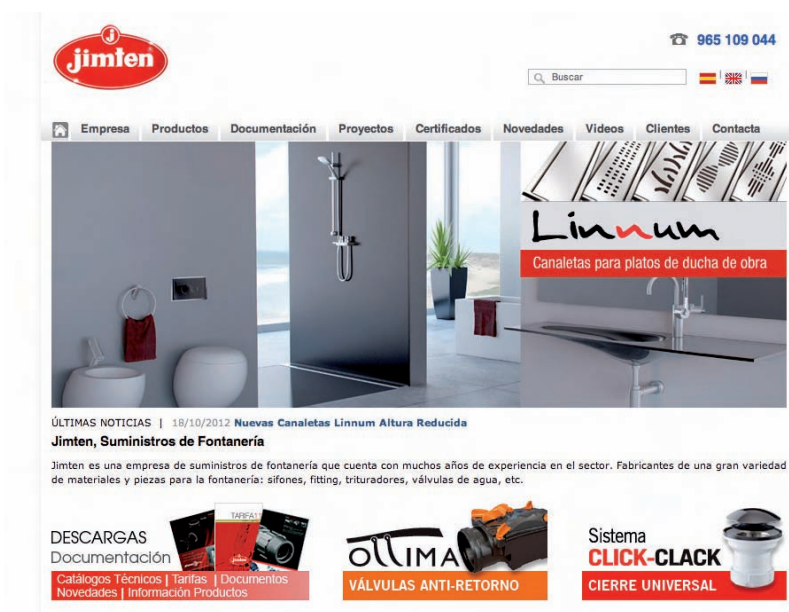 jimten
965 109 044
Buscar
Empresa Productos Documentación Proyectos Certificados Novedades Videos Clientes Contacta
Linnum
Canaletas para platos de ducha de obra
ÚLTIMAS NOTICIAS | 18/10/2012 Nuevas Canaletas Linnum Altura Reducida
Jimten, Suministros de Fontanería
Jimten es una empresa de suministros de fontanería que cuenta con muchos años de experiencia en el sector. Fabricantes de una gran variedad
de materiales y piezas para la fontanería: sifones, fitting, trituradores, válvulas de agua, etc.
DESCARGAS
Documentación
TARIFA11
Catálogos Técnicos | Tarifas | Documentos
Novedades | Información Productos
OLLIMA
VÁLVULAS ANTI-RETORNO
Sistema
CLICK-CLACK
CIERRE UNIVERSAL